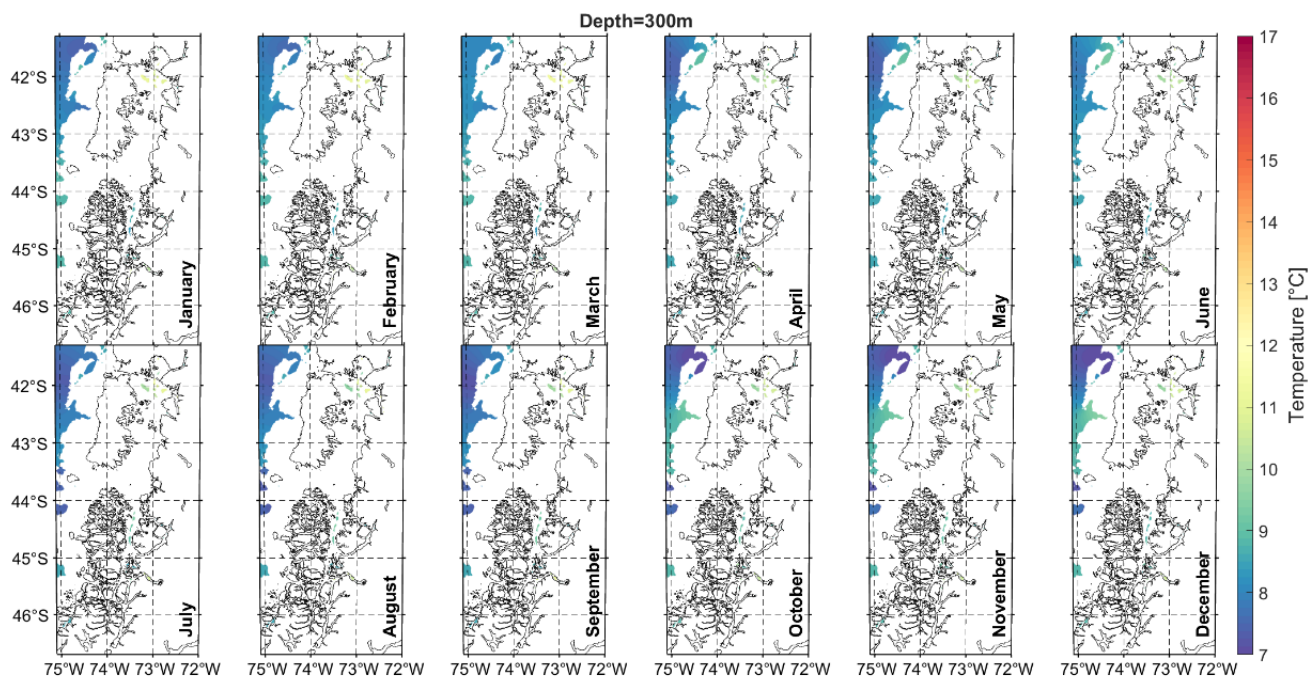 Depth=300m
42°S
43°S
44°S
45°S
46°S
January
February
March
April
May
June
42°S
43°S
44°S
45°S
46°S
July
August
September
October
November
December
75°W 74°W 73°W 72°W
75°W 74°W 73°W 72°W
75°W 74°W 73°W 72°W
75°W 74°W 73°W 72°W
75°W 74°W 73°W 72°W
75°W 74°W 73°W 72°W
17
16
15
14
13
12
11
10
9
8
7
Temperature [°C]